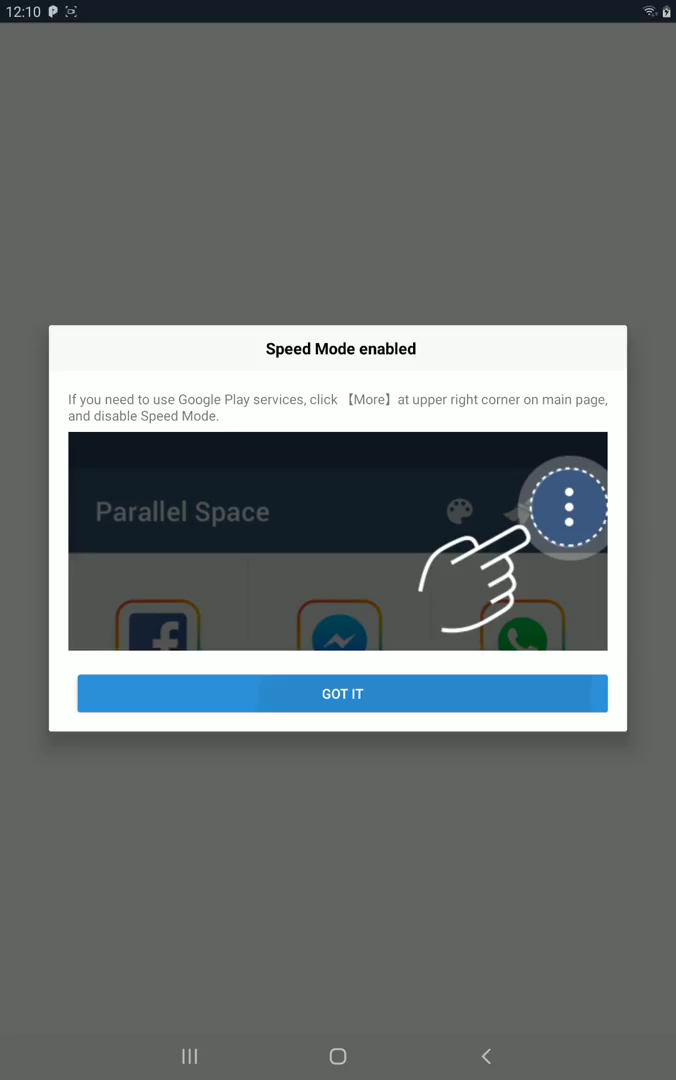 12:10
Speed Mode enabled
If you need to use Google Play services, click 【More】at upper right corner on main page,
and disable Speed Mode.
Parallel Space
GOT IT